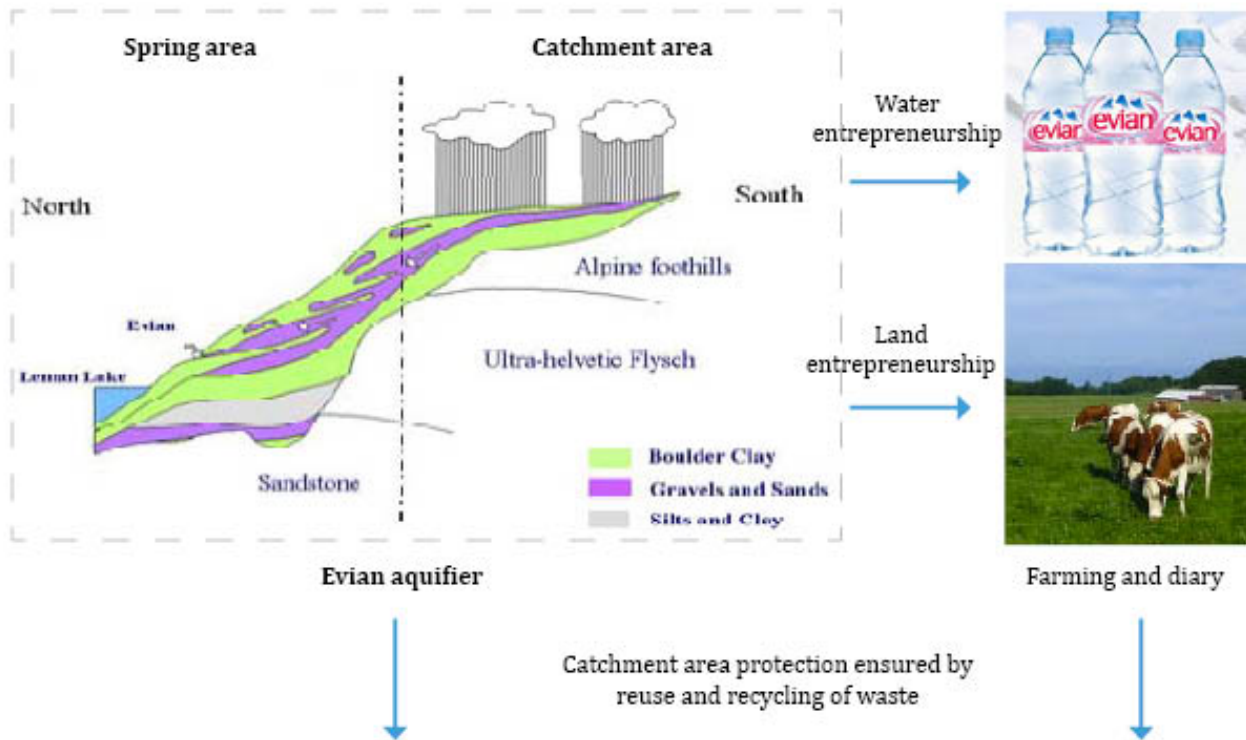 Spring area
Catchment area
North
South
Alpine foothills
Evian
Ultra-helvetic Flysch
Leman Lake
Sandstone
Boulder Clay
Gravels and Sands
Silts and Clay
Evian aquifier
Water
entrepreneurship
Land
entrepreneurship
evian
evian
evian
Farming and diary
Catchment area protection ensured by
reuse and recycling of waste